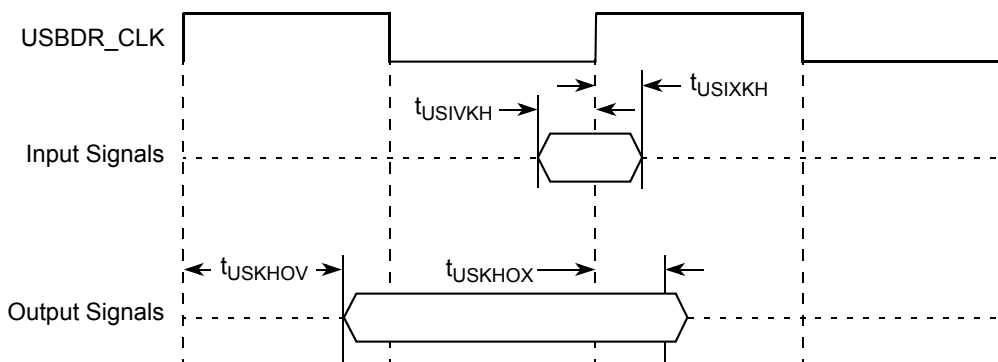 USBDR_CLK
tUSIXKH
tUSIVKH
Input Signals
tUSKHOV
tUSKHOX
Output Signals